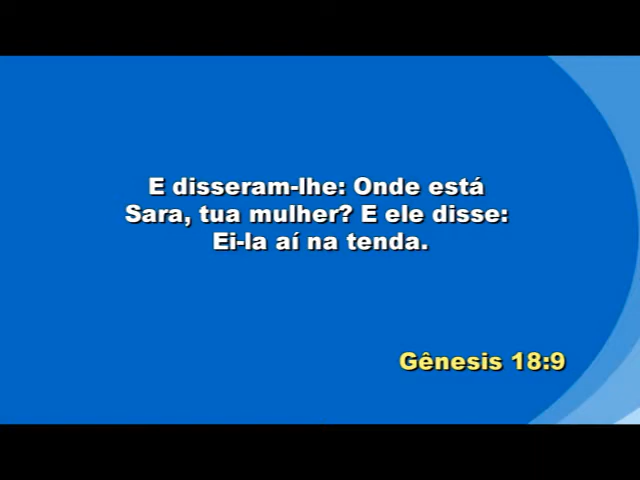 E disseram-lhe: Onde está
Sara, tua mulher? E ele disse:
Ei-la aí na tenda.
Gênesis 18:9